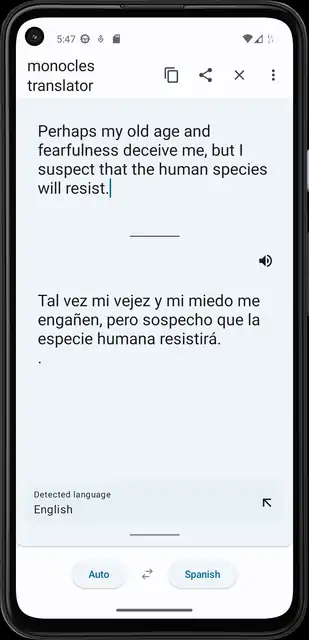 5:47
monocles
translator
Perhaps my old age and
fearfulness deceive me, but I
suspect that the human species
will resist.
Tal vez mi vejez y mi miedo me
engañen, pero sospecho que la
especie humana resistirá.
.
Detected language
English
Auto
Spanish